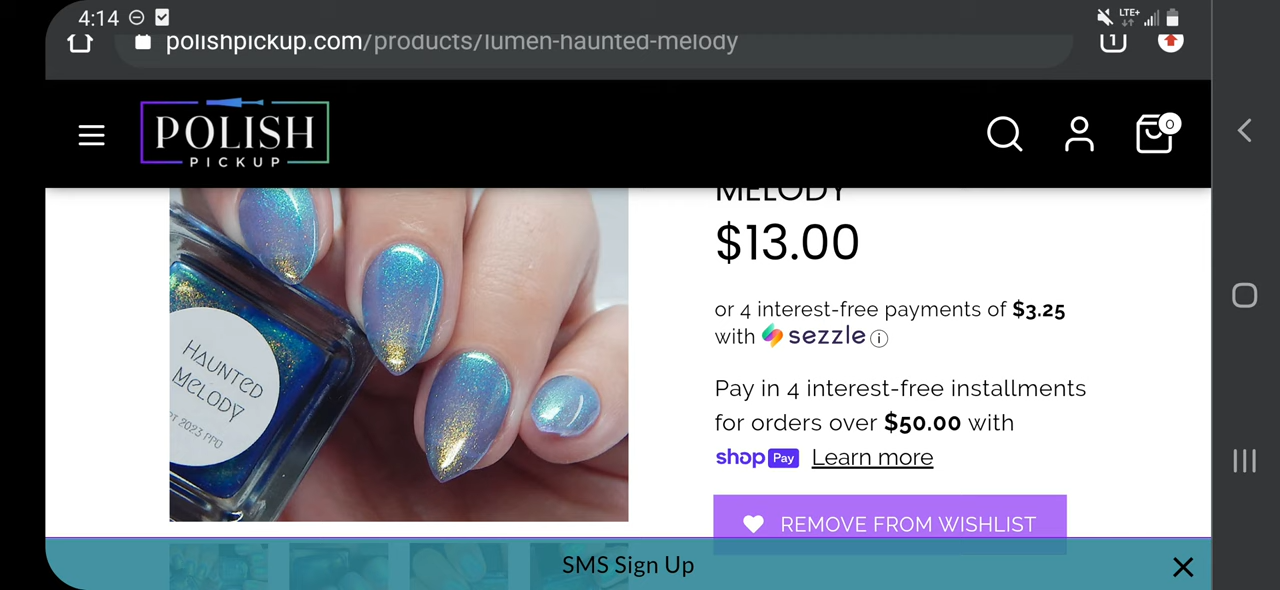 4:14
LTE+
polishpickup.com/products/lumen-haunted-melody
1
POLISH
PICKUP
0
MELODY
$13.00
or 4 interest-free payments of $3.25
with sezzle
Pay in 4 interest-free installments
for orders over $50.00 with
shop Pay Learn more
REMOVE FROM WISHLIST
HAUNTED
MELODY
2023 PPU
SMS Sign Up